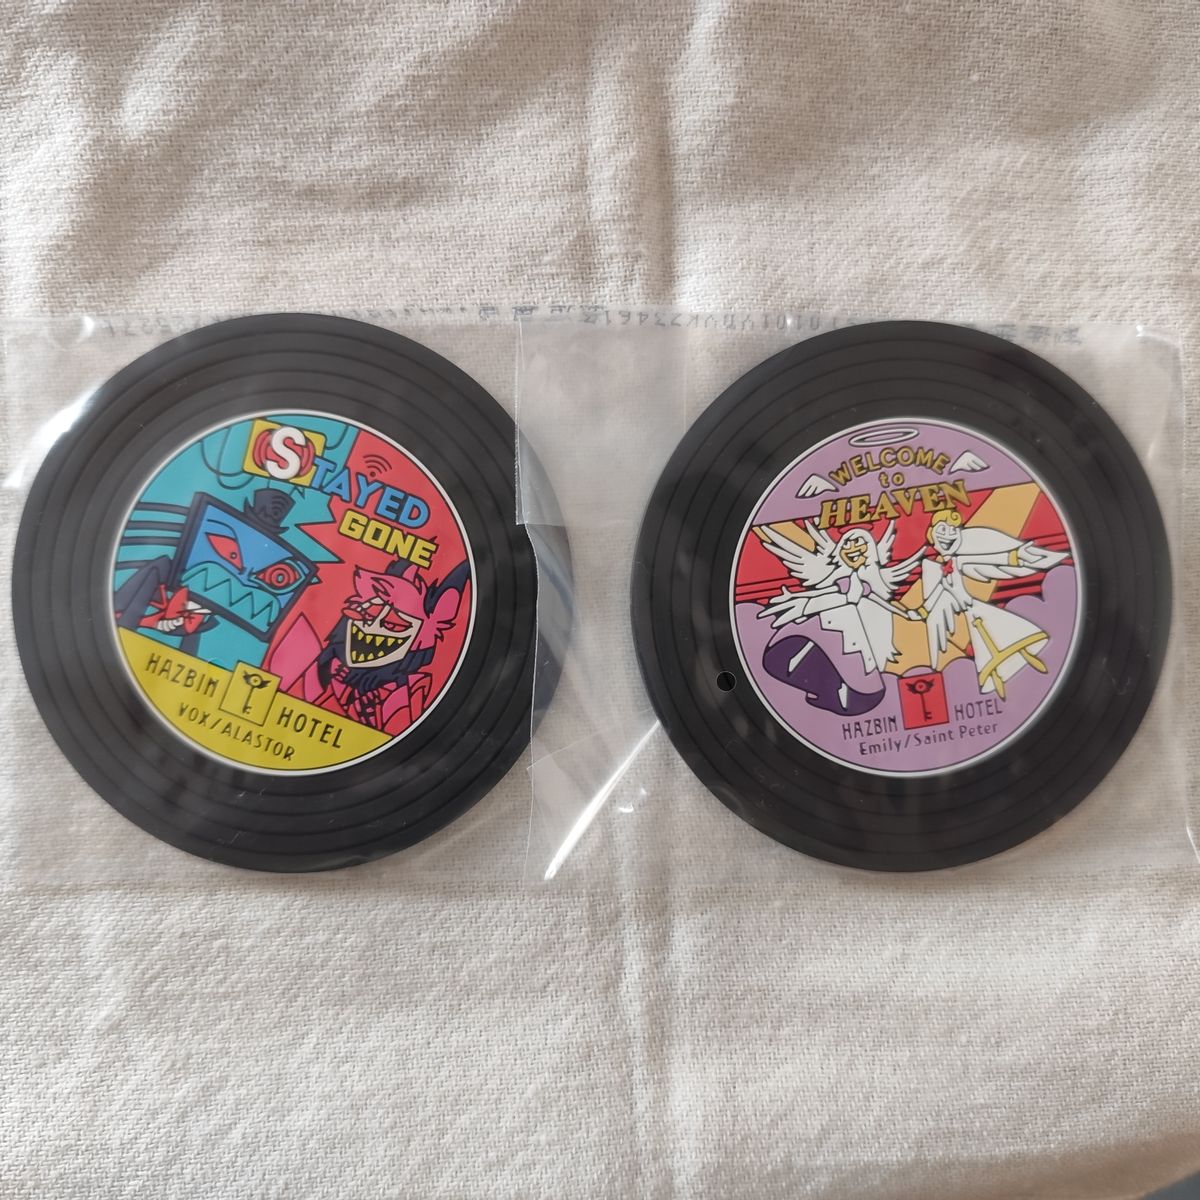 STAYED
GONE
HAZBIN HOTEL
VOX/ALASTOR
WELCOME
to
HEAVEN
HAZBIN HOTEL
Emily/Saint Peter